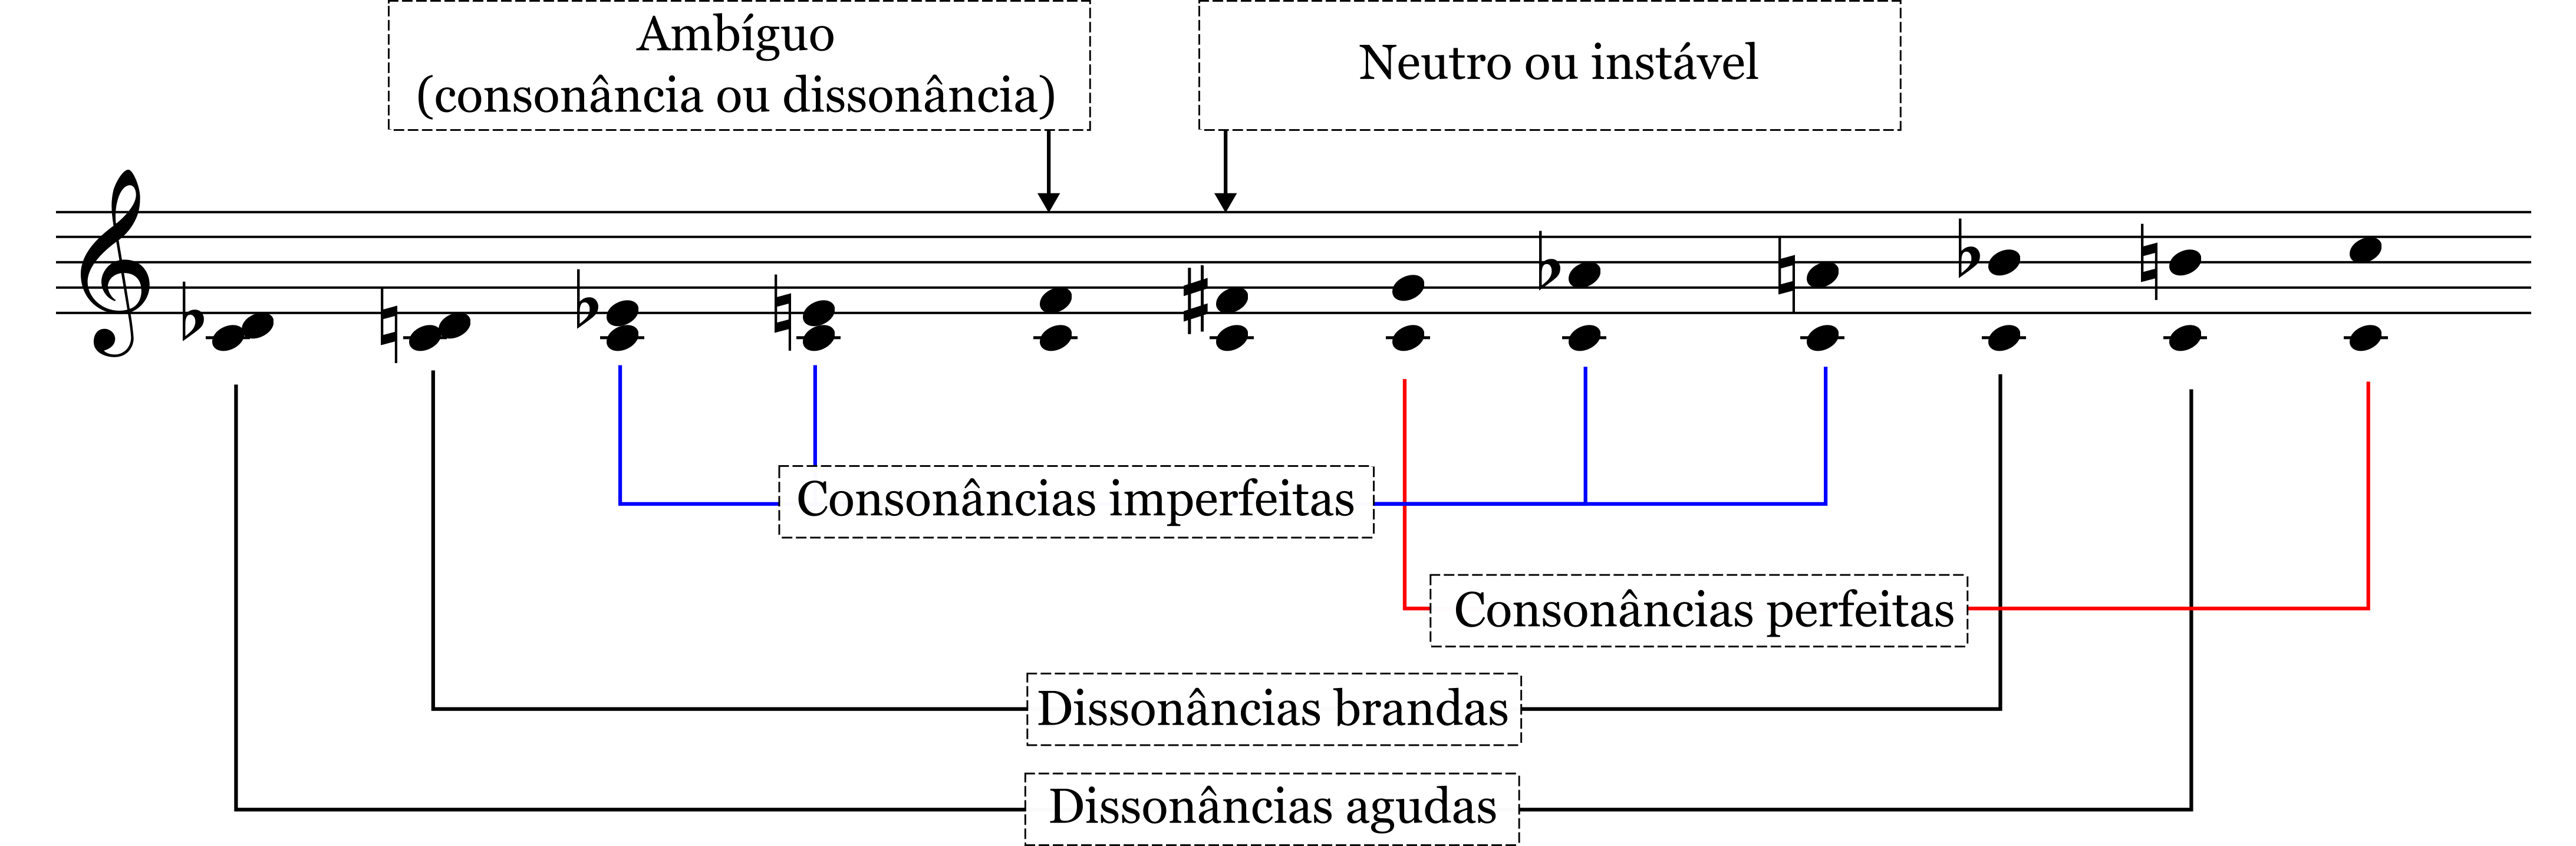 Ambíguo
(consonância ou dissonância)
Neutro ou instável
Consonâncias imperfeitas
Consonâncias perfeitas
Dissonâncias brandas
Dissonâncias agudas